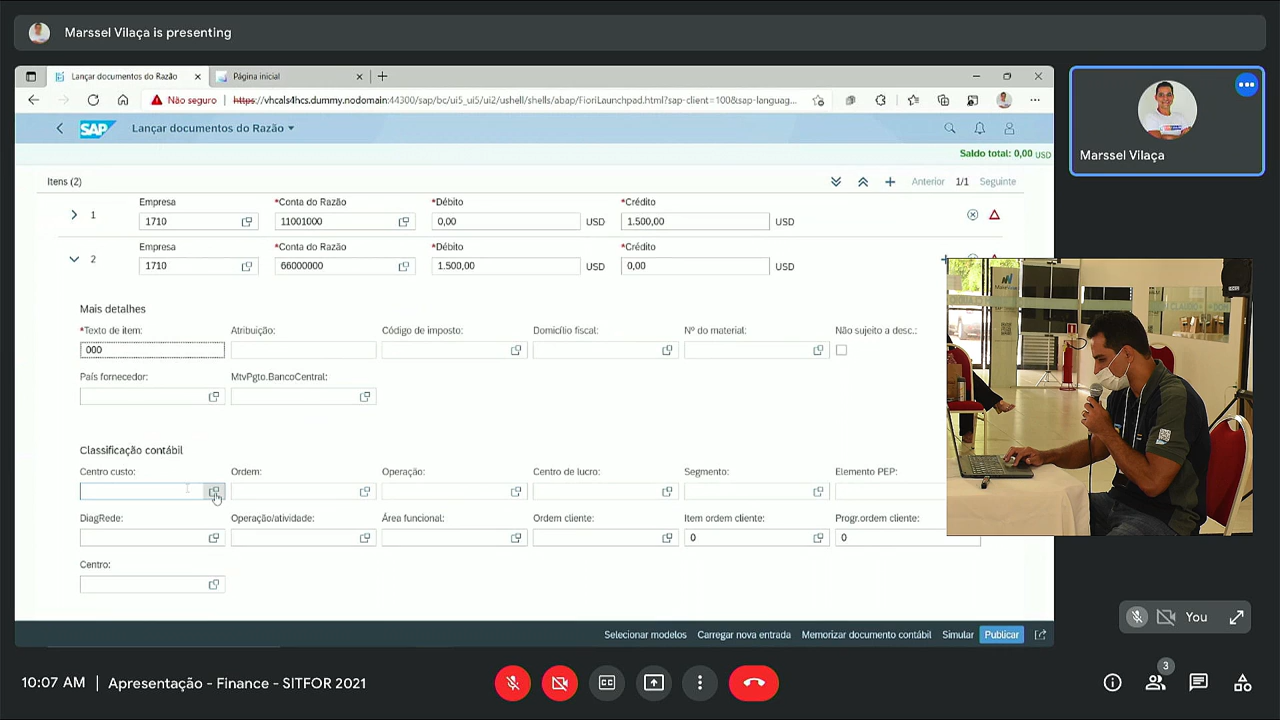 Marssel Vilaça is presenting
Lançar documentos do Razão
Página inicial
Não seguro
https://vhcals4hcs.dummy.nodomain:44300/sap/bc/ui5_ui5/ui2/ushell/shells/abap/FioriLaunchpad.html?sap-client=100&sap-languag...
SAP
Lançar documentos do Razão
Saldo total: 0,00 USD
Itens (2)
Anterior 1/1 Seguinte
Empresa *Conta do Razão *Débito *Crédito
1 1710 11001000 0,00 USD 1.500,00 USD
Empresa *Conta do Razão *Débito *Crédito
2 1710 66000000 1.500,00 USD 0,00 USD
Mais detalhes
*Texto de item: Atribuição: Código de imposto: Domicílio fiscal: Nº do material: Não sujeito a desc.:
000
País fornecedor: MtvPgto.BancoCentral:
Classificação contábil
Centro custo: Ordem: Operação: Centro de lucro: Segmento: Elemento PEP:
DiagRede: Operação/atividade: Área funcional: Ordem cliente: Item ordem cliente: Progr.ordem cliente:
0 0
Centro:
Selecionar modelos Carregar nova entrada Memorizar documento contábil Simular Publicar
Marssel Vilaça
You
10:07 AM | Apresentação - Finance - SITFOR 2021
CC
3